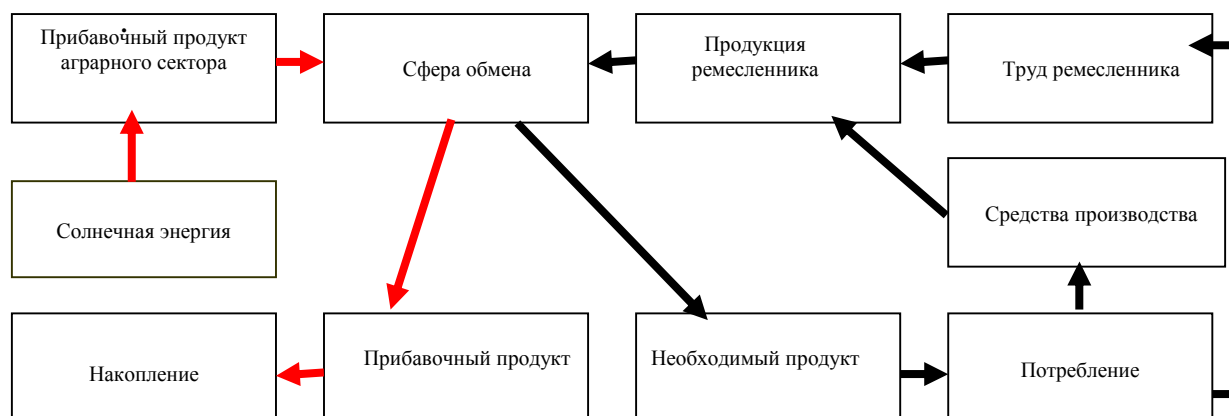 Прибавочный продукт
аграрного сектора
Сфера обмена
Продукция
ремесленника
Труд ремесленника
Солнечная энергия
Средства производства
Накопление
Прибавочный продукт
Необходимый продукт
Потребление